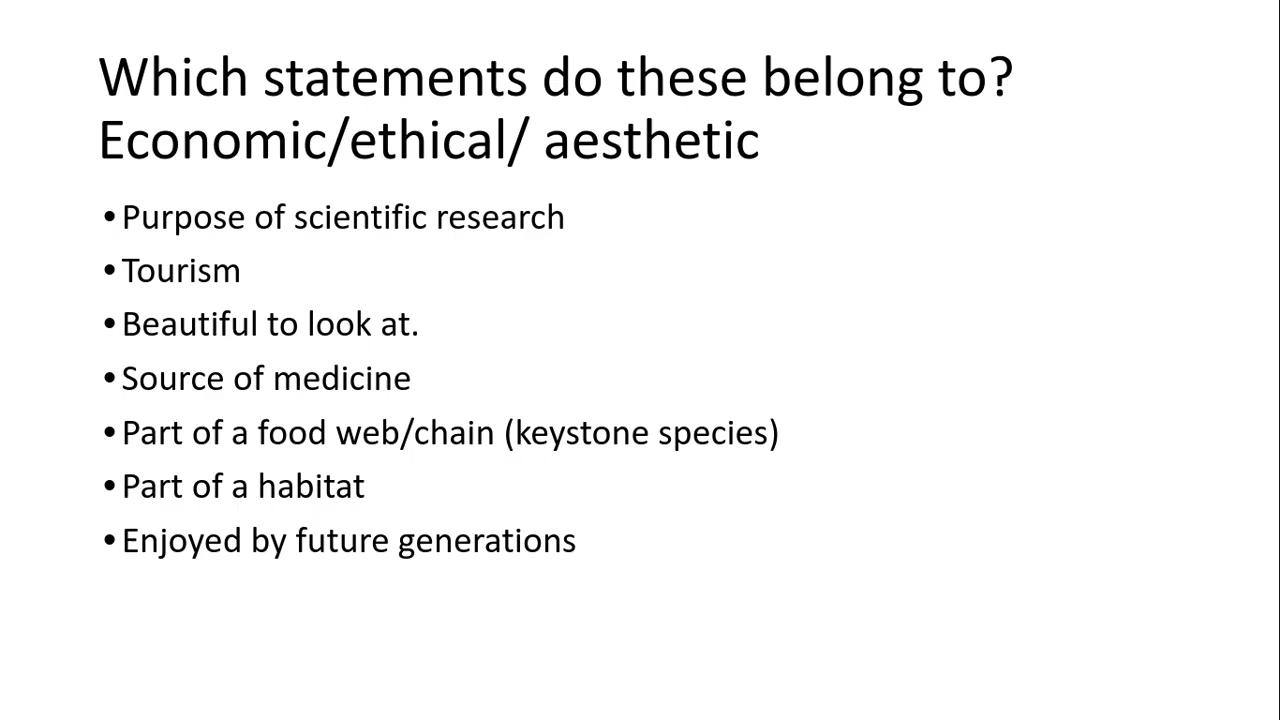 Which statements do these belong to?
Economic/ethical/ aesthetic
•Purpose of scientific research
•Tourism
•Beautiful to look at.
•Source of medicine
•Part of a food web/chain (keystone species)
•Part of a habitat
•Enjoyed by future generations